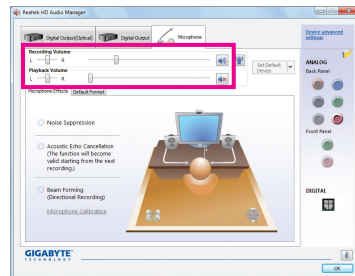 Realtek HD Audio Manager
Digital Output(Optical)
Digital Output
Microphone
Device advanced
settings
Recording Volume
L
R
Set Default
Device
ANALOG
Back Panel
Playback Volume
L
R
Microphone Effects
Default Format
Noise Suppression
Acoustic Echo Cancellation
(The function will become
valid starting from the next
recording.)
Front Panel
Beam Forming
(Directional Recording)
Microphone Calibration
DIGITAL
GIGABYTE
TECHNOLOGY
OK